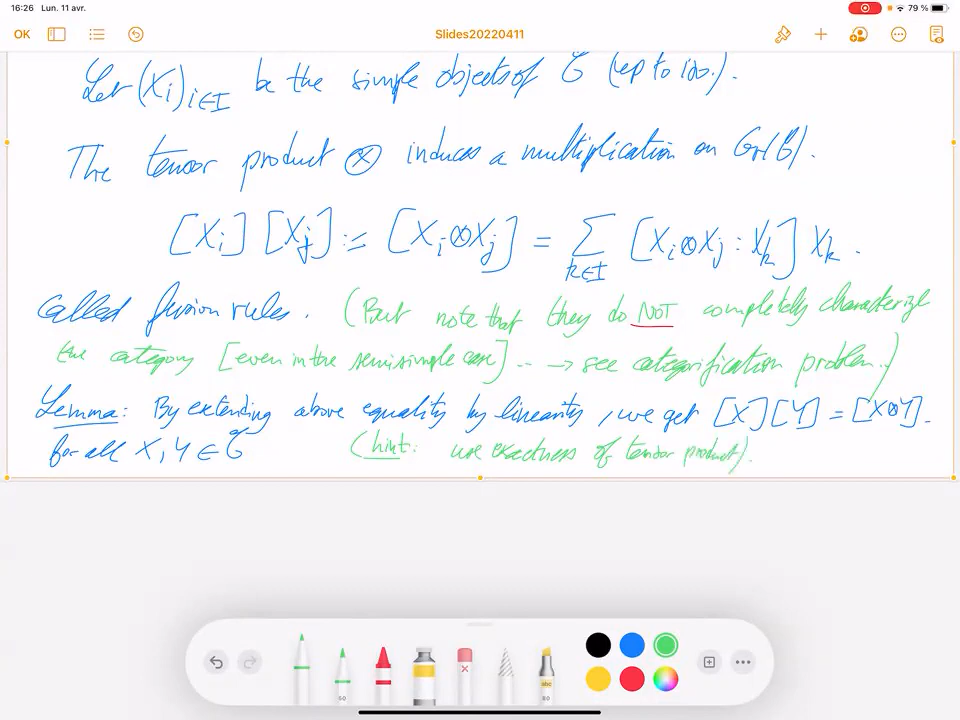 16:26 Lun. 11 avr. 79 %
OK Slides20220411
Let (X_i)_{i∈I} be the simple objects of C (up to iso.).
The tensor product ⊗ induces a multiplication on Gr(C).
[X_i] [X_j] := [X_i ⊗ X_j] = ∑_{k∈I} [X_i ⊗ X_j : X_k] X_k .
Called fusion rules. (But note that they do NOT completely characterize
the category [even in the semisimple case] .. → see categorification problem.)
Lemma: By extending above equality by linearity, we get [X][Y] = [X⊗Y].
for all X, Y ∈ C (hint: use exactness of tensor product).